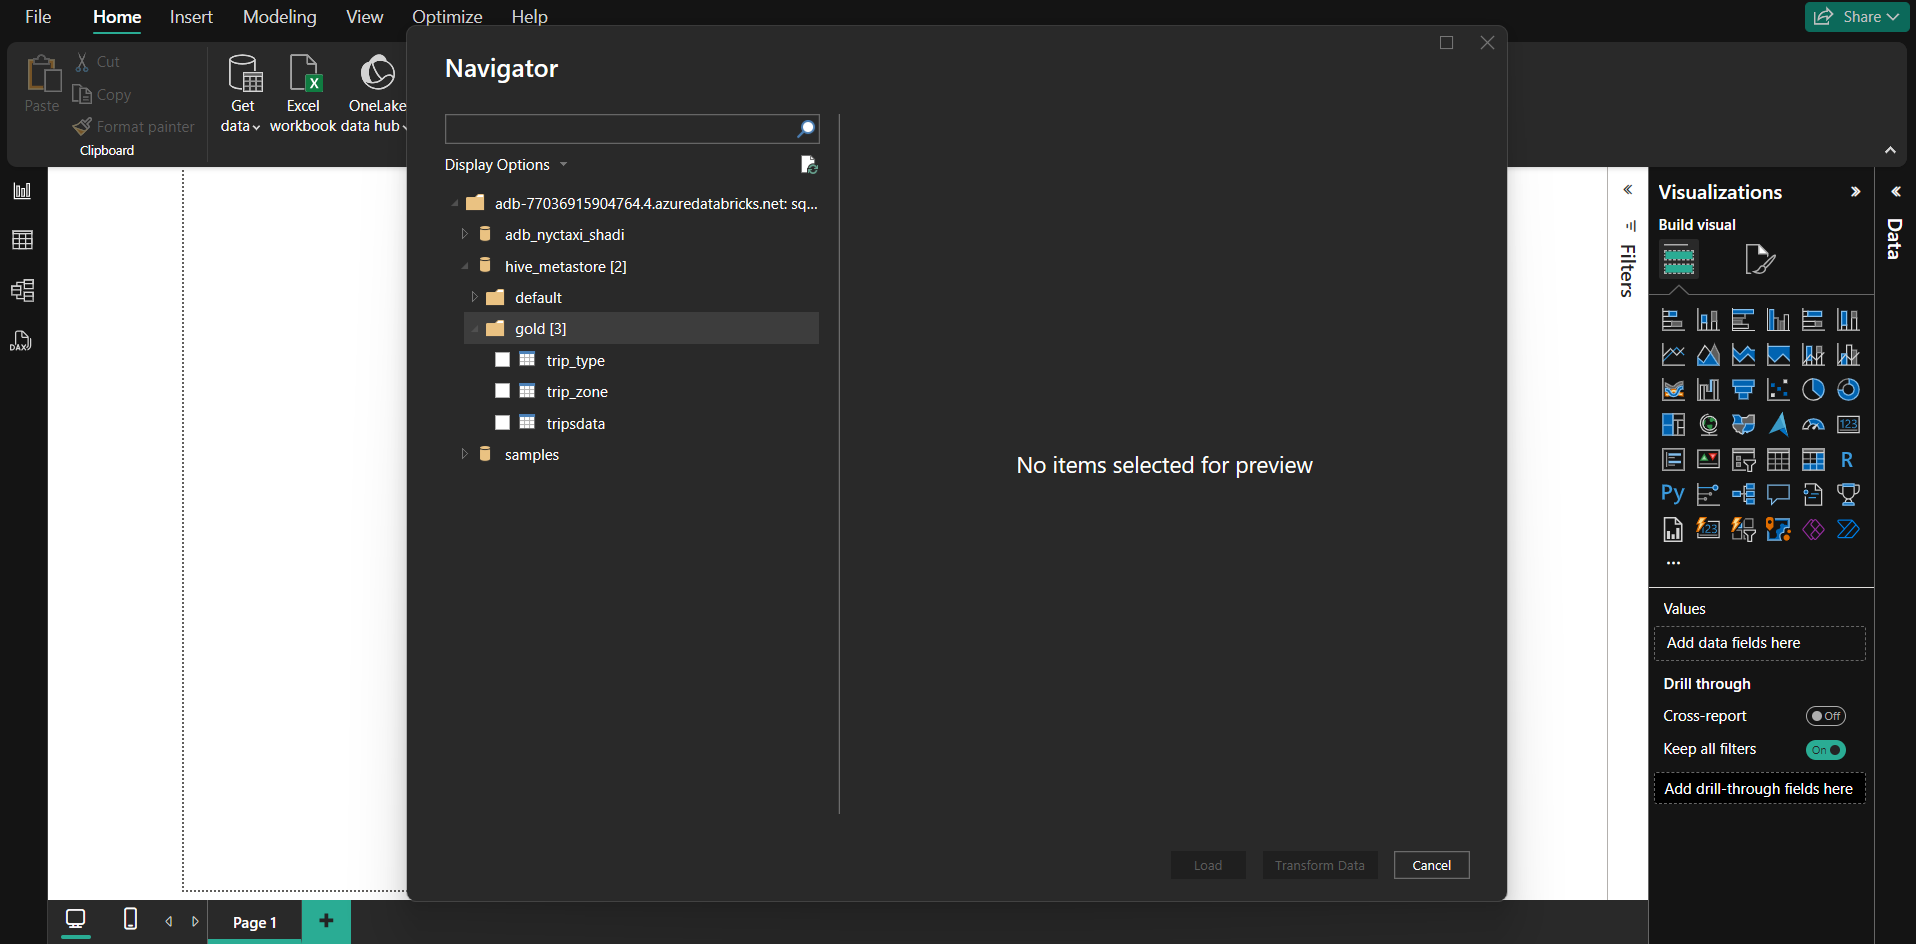 File Home Insert Modeling View Optimize Help
Share
Paste
Cut
Copy
Format painter
Clipboard
Get data
Excel workbook
OneLake data hub
Navigator
Display Options
adb-77036915904764.4.azuredatabricks.net: sq...
adb_nyctaxi_shadi
hive_metastore [2]
default
gold [3]
trip_type
trip_zone
tripsdata
samples
No items selected for preview
Load
Transform Data
Cancel
DAX
Filters
Visualizations
Build visual
123
R
Py
123
...
Values
Add data fields here
Drill through
Cross-report
Off
Keep all filters
On
Add drill-through fields here
Data
Page 1